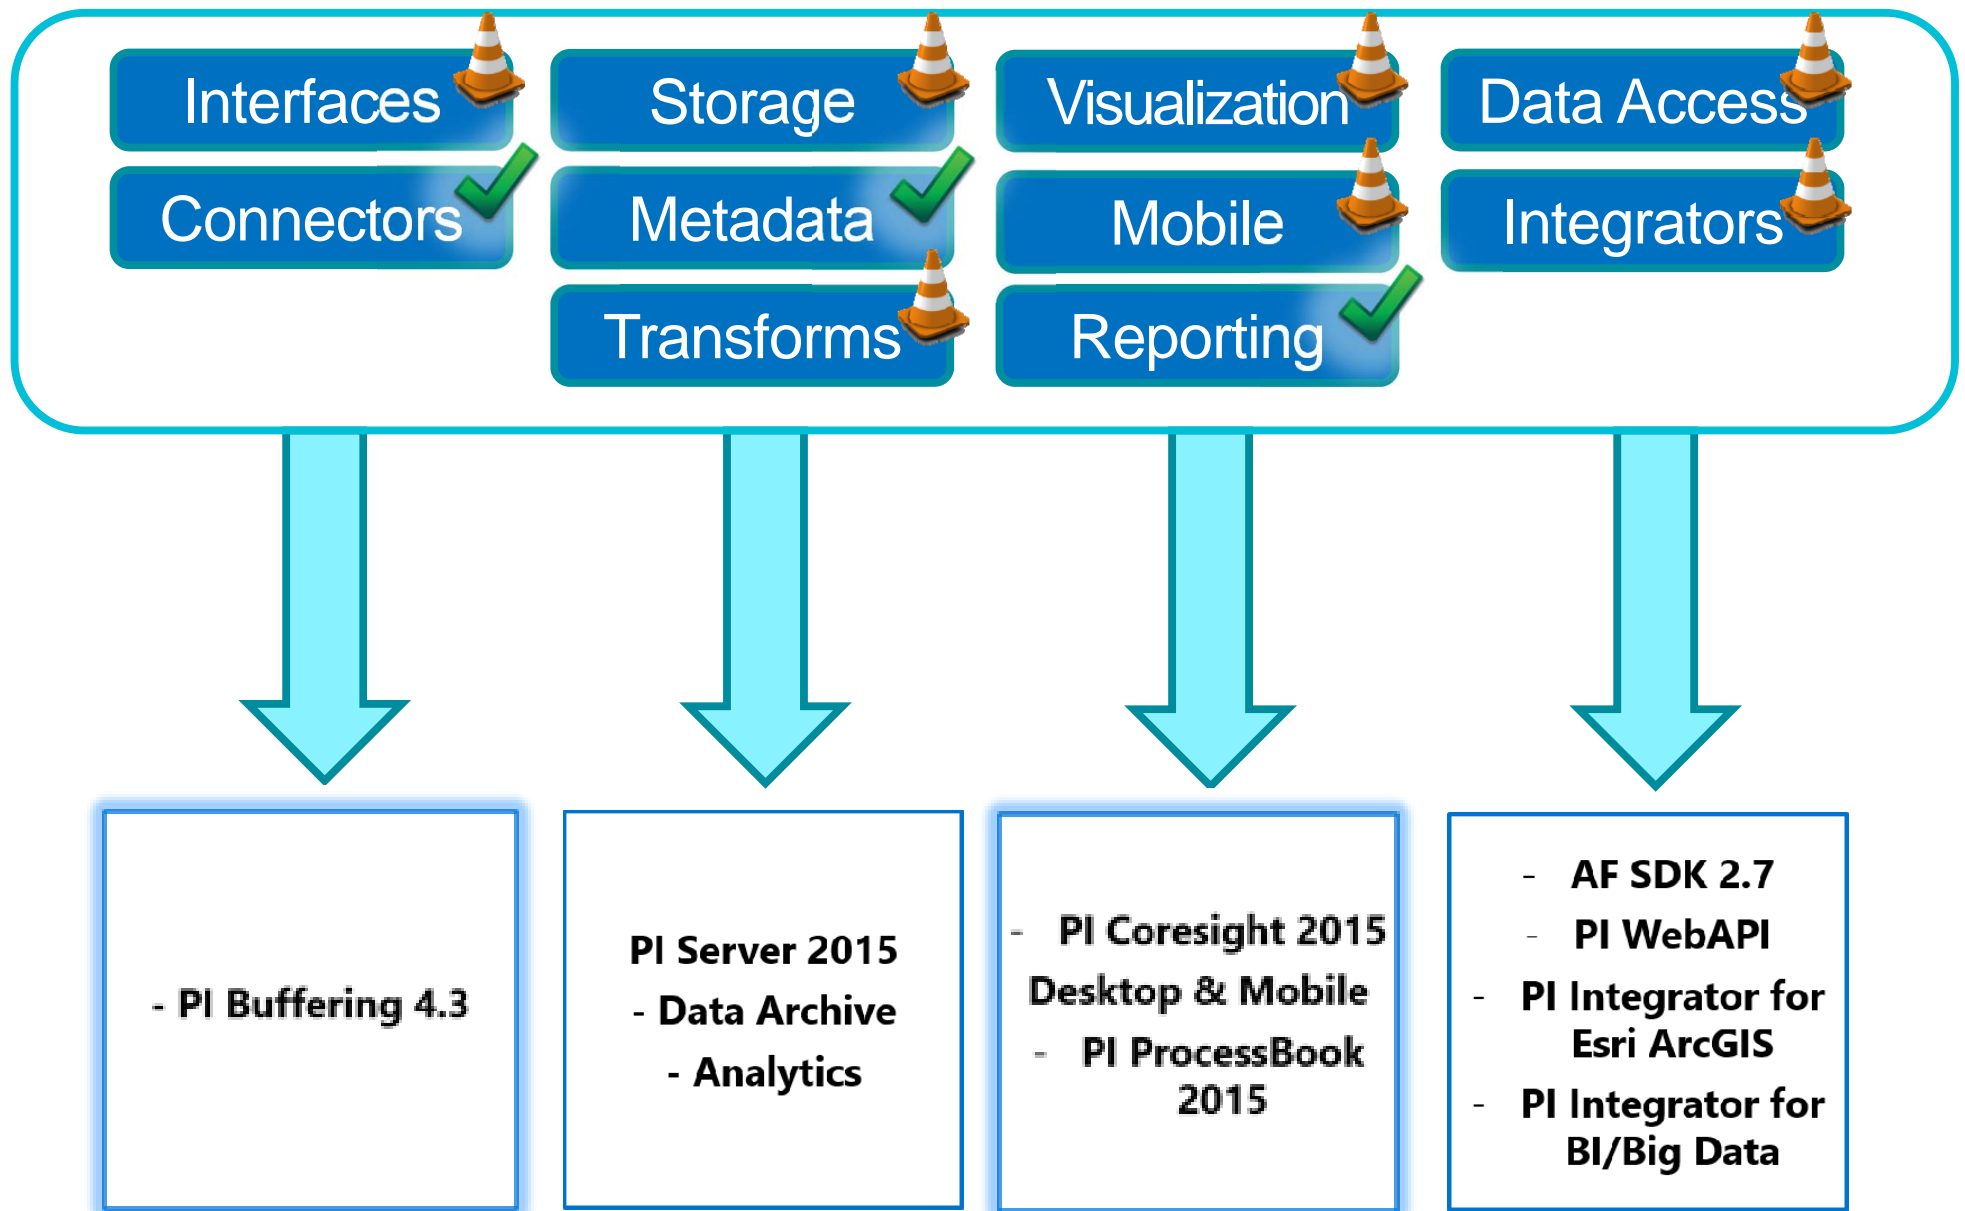 Interfaces
Storage
Visualization
Data Access
Connectors
Metadata
Mobile
Integrators
Transforms
Reporting
- PI Buffering 4.3
PI Server 2015
- Data Archive
- Analytics
- PI Coresight 2015
Desktop & Mobile
- PI ProcessBook
2015
- AF SDK 2.7
- PI WebAPI
- PI Integrator for
Esri ArcGIS
- PI Integrator for
BI/Big Data